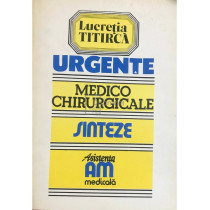 Lucreția
TITIRCĂ
URGENȚE
MEDICO
CHIRURGICALE
SINTEZE
Asistenta
AM
medicală